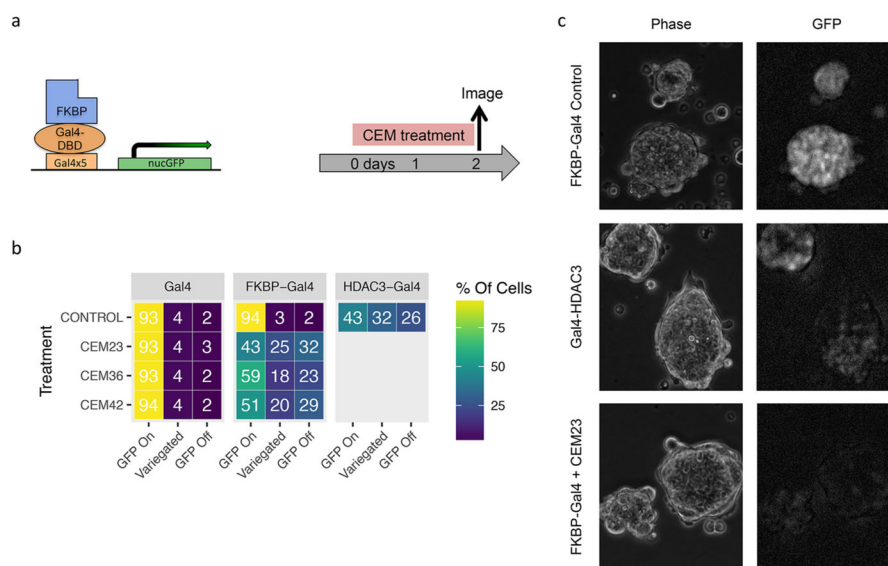 a
FKBP
Gal4-
DBD
Gal4x5
nucGFP
Image
CEM treatment
0 days 1 2
b
Gal4 FKBP-Gal4 HDAC3-Gal4
% Of Cells
Treatment
CONTROL 93 4 2 94 3 2 43 32 26
CEM23 93 4 3 43 25 32
CEM36 93 4 2 59 18 23
CEM42 94 4 2 51 20 29
GFP On Variegated GFP Off GFP On Variegated GFP Off GFP On Variegated GFP Off
75
50
25
c
Phase GFP
FKBP-Gal4 Control
Gal4-HDAC3
FKBP-Gal4 + CEM23